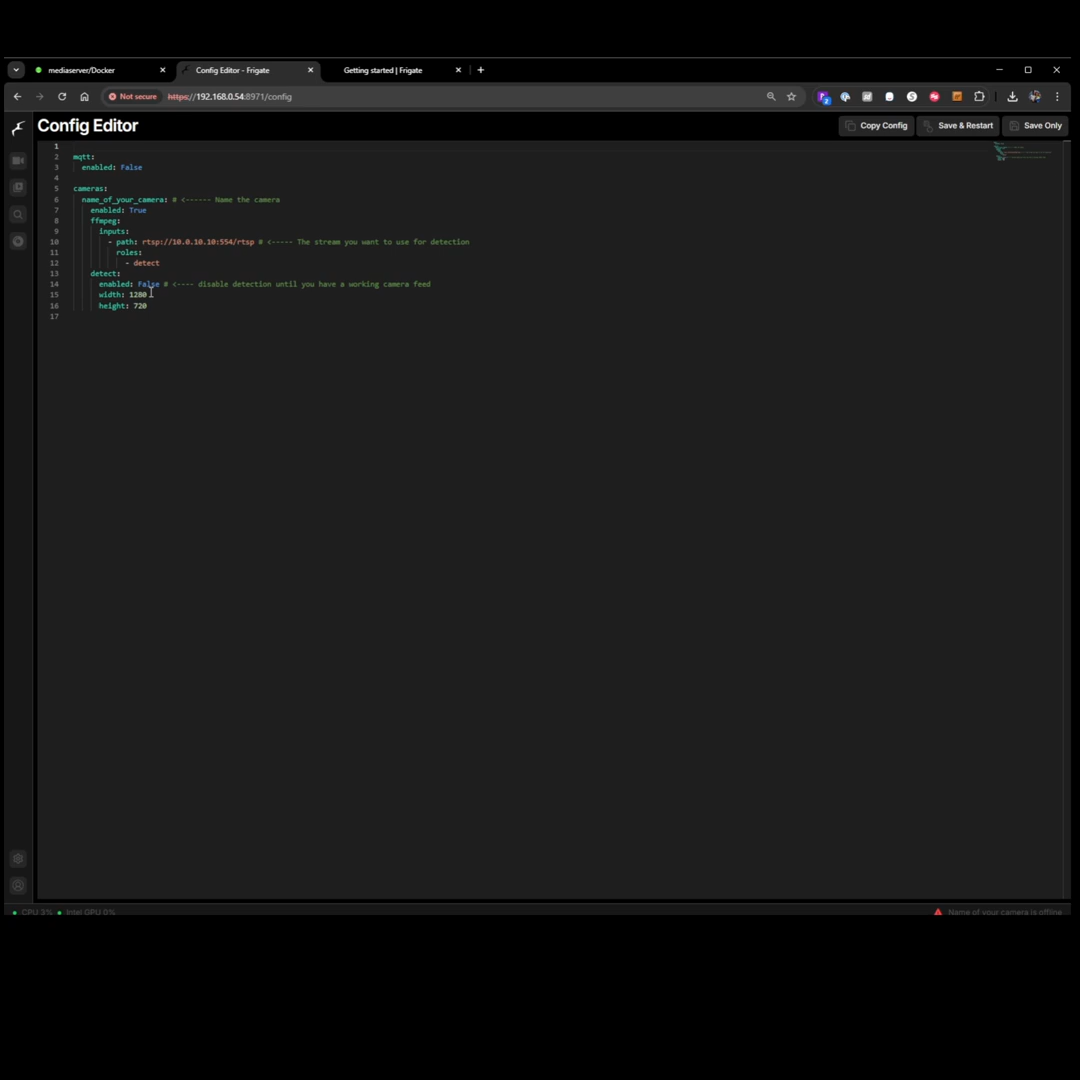 mediaserver/Docker
Config Editor - Frigate
Getting started | Frigate
Not secure
https://192.168.0.54:8971/config
Config Editor
Copy Config
Save & Restart
Save Only
1
2 mqtt:
3 enabled: False
4
5 cameras:
6 name_of_your_camera: # <------ Name the camera
7 enabled: True
8 ffmpeg:
9 inputs:
10 - path: rtsp://10.0.10.10:554/rtsp # <----- The stream you want to use for detection
11 roles:
12 - detect
13 detect:
14 enabled: False # <---- disable detection until you have a working camera feed
15 width: 1280
16 height: 720
17
CPU 3%
Intel GPU 0%
Name of your camera is offline